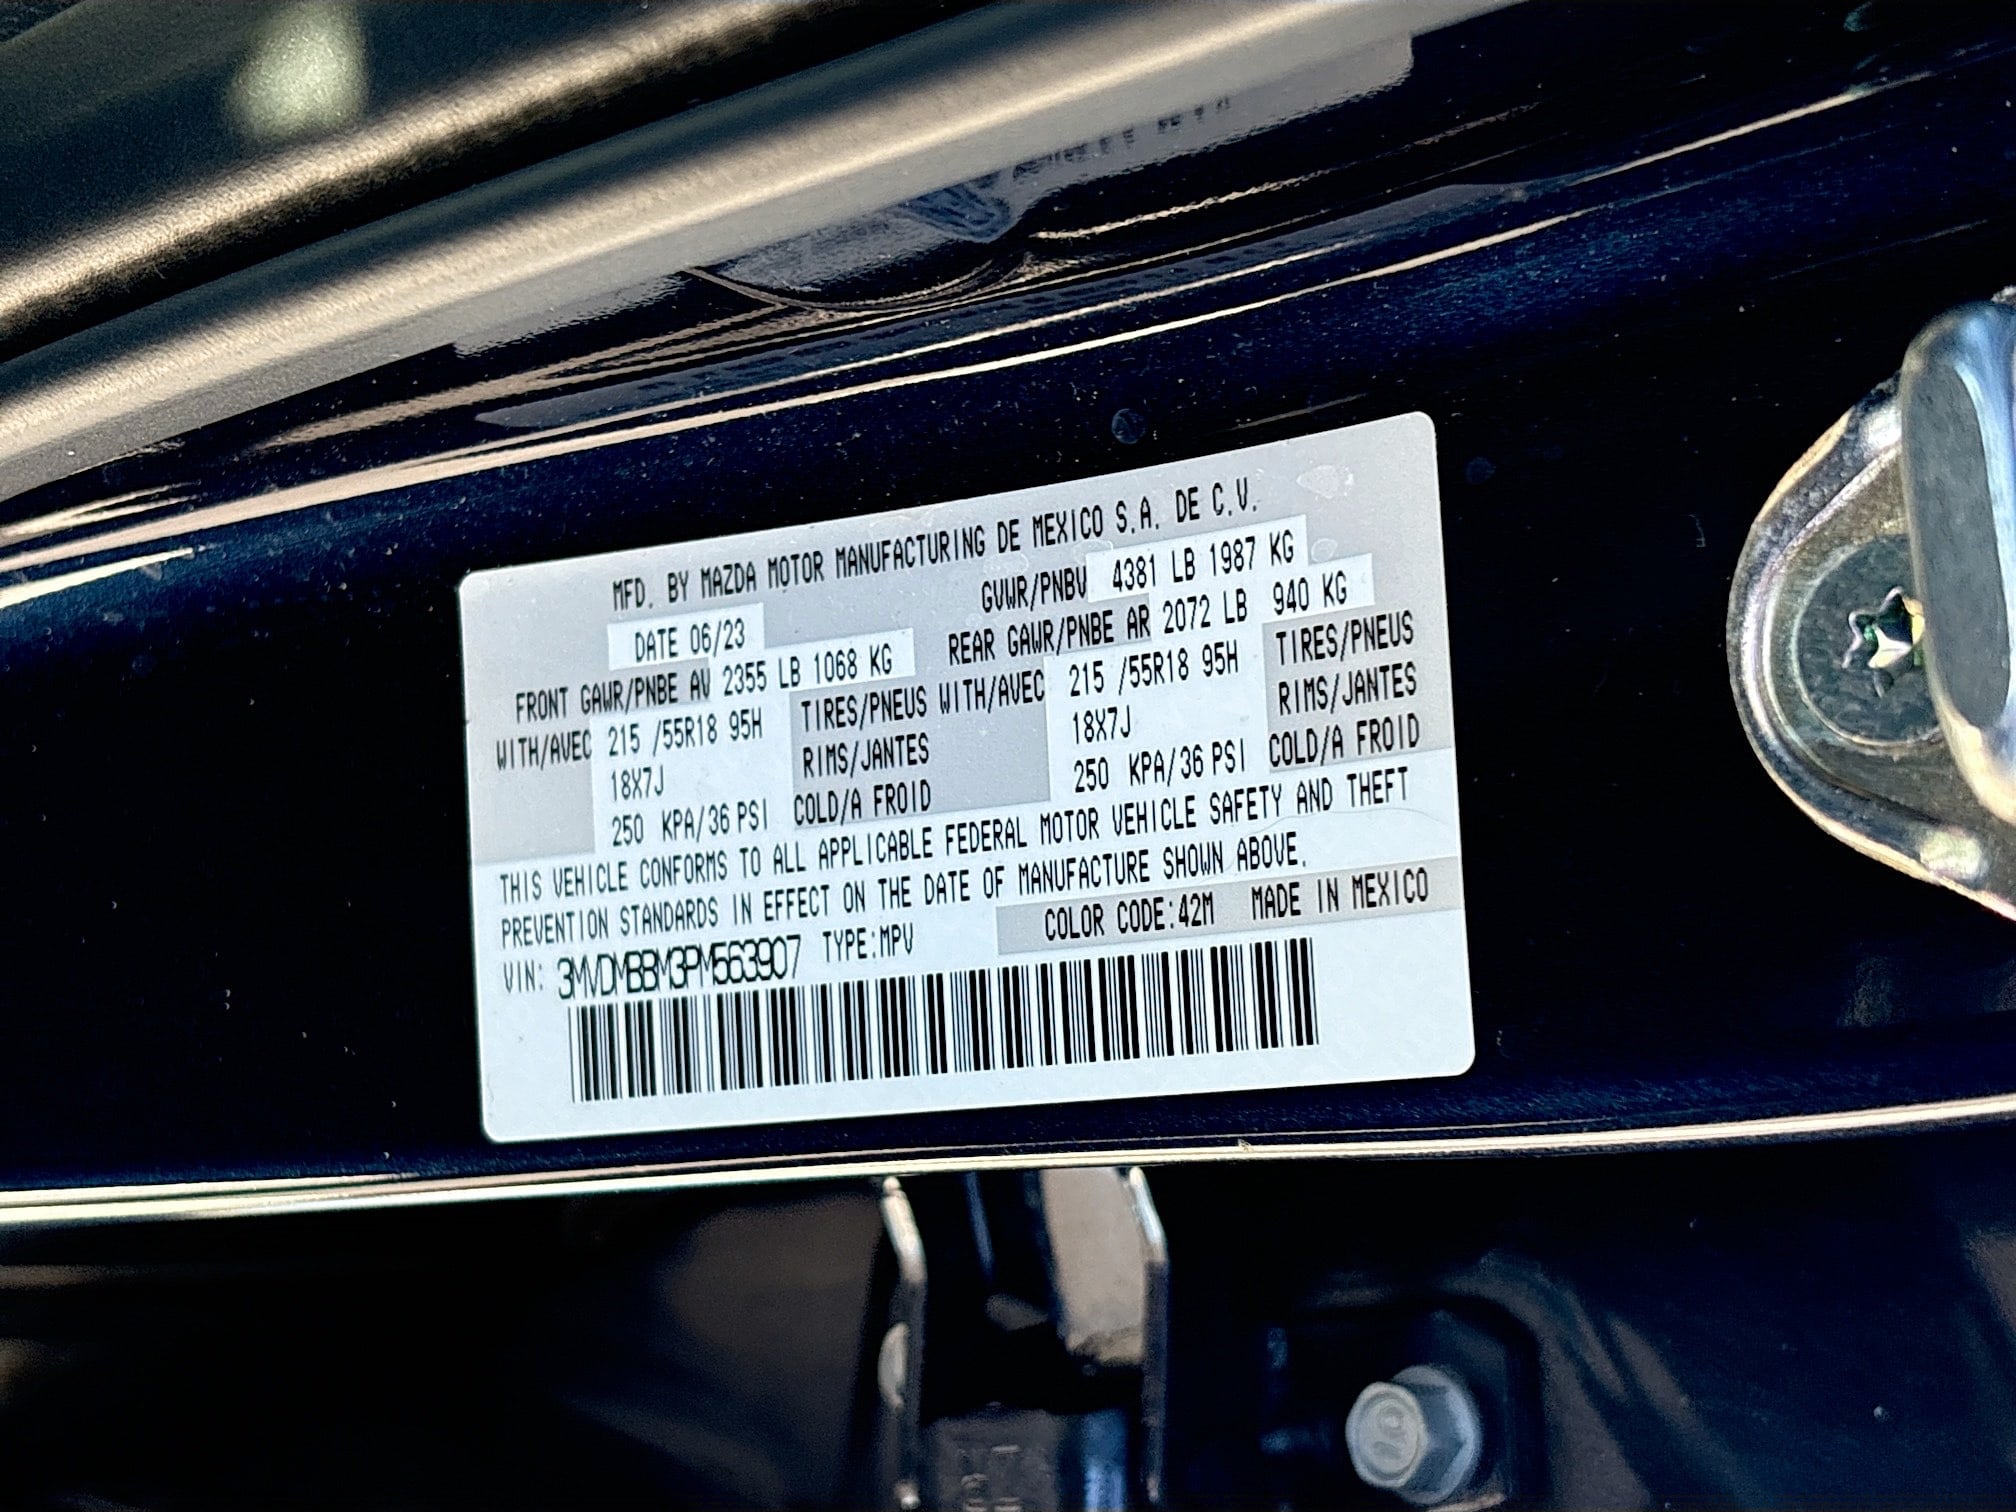 MFD. BY MAZDA MOTOR MANUFACTURING DE MEXICO S.A. DE C.V.
DATE 06/23 GVWR/PNBV 4381 LB 1987 KG
FRONT GAWR/PNBE AV 2355 LB 1068 KG REAR GAWR/PNBE AR 2072 LB 940 KG
WITH/AVEC 215 /55R18 95H TIRES/PNEUS WITH/AVEC 215 /55R18 95H TIRES/PNEUS
18X7J RIMS/JANTES 18X7J RIMS/JANTES
250 KPA/36 PSI COLD/A FROID 250 KPA/36 PSI COLD/A FROID
THIS VEHICLE CONFORMS TO ALL APPLICABLE FEDERAL MOTOR VEHICLE SAFETY AND THEFT
PREVENTION STANDARDS IN EFFECT ON THE DATE OF MANUFACTURE SHOWN ABOVE.
VIN: 3MVDMBBM3PM563907 TYPE:MPV COLOR CODE:42M MADE IN MEXICO